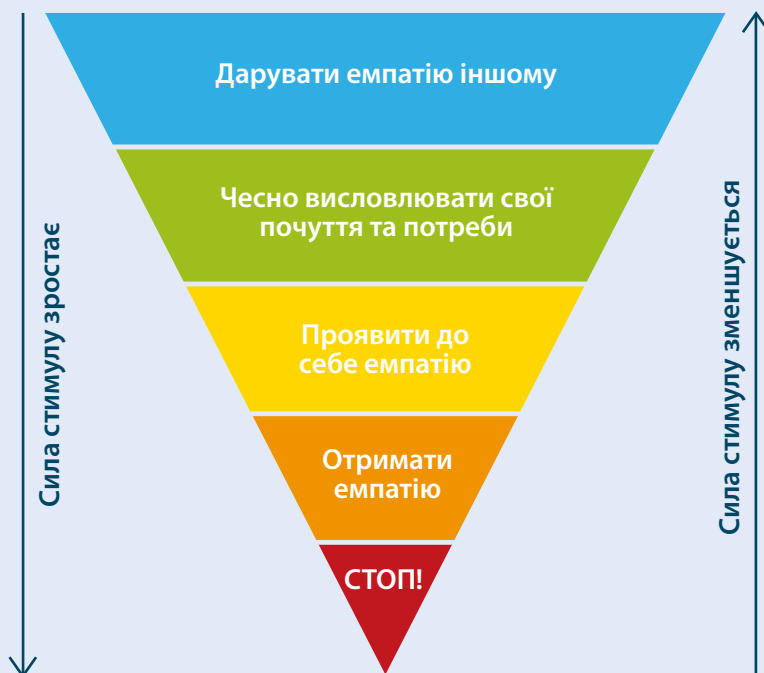 Дарувати емпатію іншому
Чесно висловлювати свої
почуття та потреби
Проявити до
себе емпатію
Отримати
емпатію
СТОП!
Сила стимулу зростає
Сила стимулу зменшується